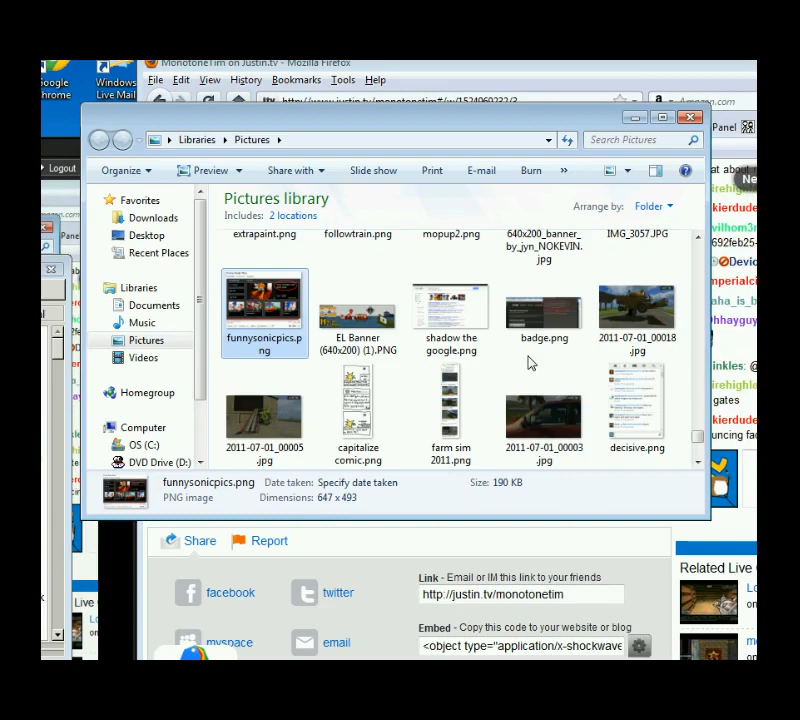 MonotoneTim on Justin.tv - Mozilla Firefox
Google
Chrome
Windows
Live Mail
File Edit View History Bookmarks Tools Help
Logout
Panel
Libraries Pictures
Search Pictures
Organize Preview Share with Slide show Print E-mail Burn »
Pictures library
Includes: 2 locations
Arrange by: Folder
Favorites
Downloads
Desktop
Recent Places
Libraries
Documents
Music
Pictures
Videos
Homegroup
Computer
OS (C:)
DVD Drive (D:)
extrapaint.png
followtrain.png
mopup2.png
640x200_banner_
by_jyn_NOKEVIN.
jpg
IMG_3057.JPG
funnysonicpics.p
ng
EL Banner
(640x200) (1).PNG
shadow the
google.png
badge.png
2011-07-01_00018
.jpg
2011-07-01_00005
.jpg
capitalize
comic.png
farm sim
2011.png
2011-07-01_00003
.jpg
decisive.png
funnysonicpics.png
PNG image
Date taken: Specify date taken
Dimensions: 647 x 493
Size: 190 KB
Share Report
facebook
twitter
myspace
email
Link - Email or IM this link to your friends
http://justin.tv/monotonetim
Embed - Copy this code to your website or blog
<object type="application/x-shockwave
Related Live
Live
gates